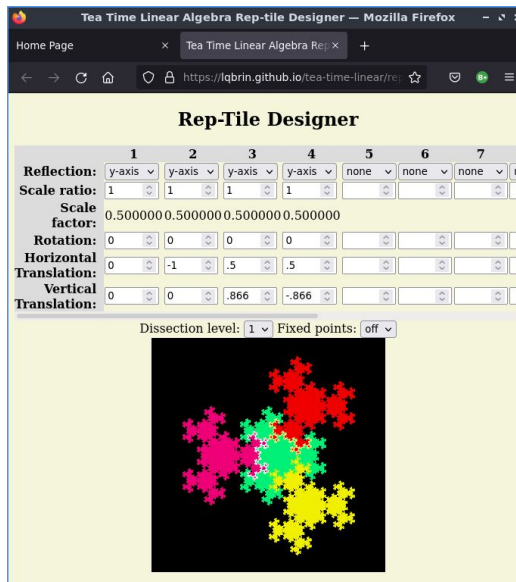 Tea Time Linear Algebra Rep-tile Designer — Mozilla Firefox
Home Page × Tea Time Linear Algebra Rep × +
https://lqbrin.github.io/tea-time-linear/rep
Rep-Tile Designer
1 2 3 4 5 6 7
Reflection: y-axis y-axis y-axis y-axis none none none
Scale ratio: 1 1 1 1
Scale factor: 0.500000 0.500000 0.500000 0.500000
Rotation: 0 0 0 0
Horizontal Translation: 0 -1 .5 .5
Vertical Translation: 0 0 .866 -.866
Dissection level: 1 Fixed points: off